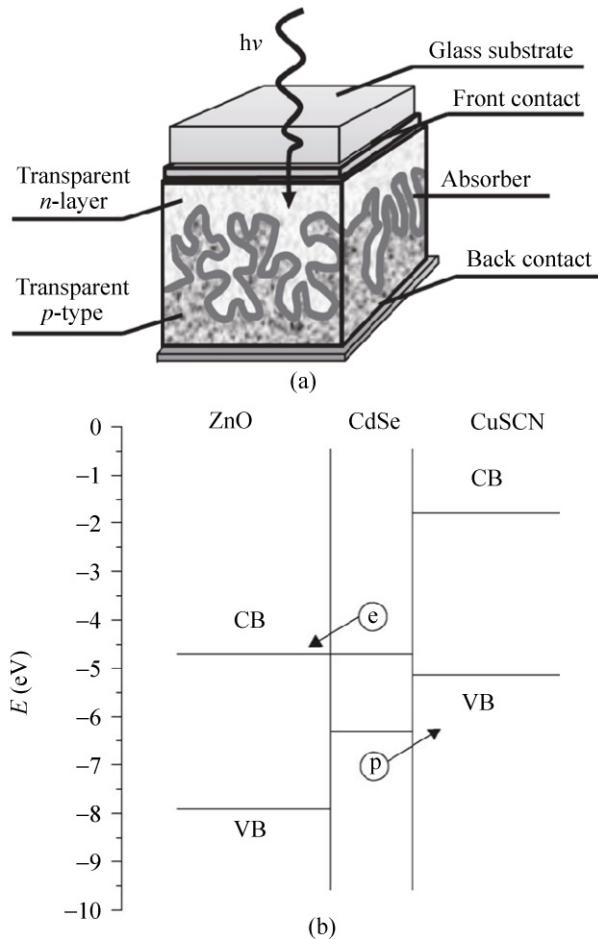 hν
Glass substrate
Front contact
Transparent
n-layer
Absorber
Back contact
Transparent
p-type
(a)
ZnO
CdSe
CuSCN
0
−1
−2
−3
−4
−5
−6
−7
−8
−9
−10
E (eV)
CB
CB
e
VB
p
VB
(b)